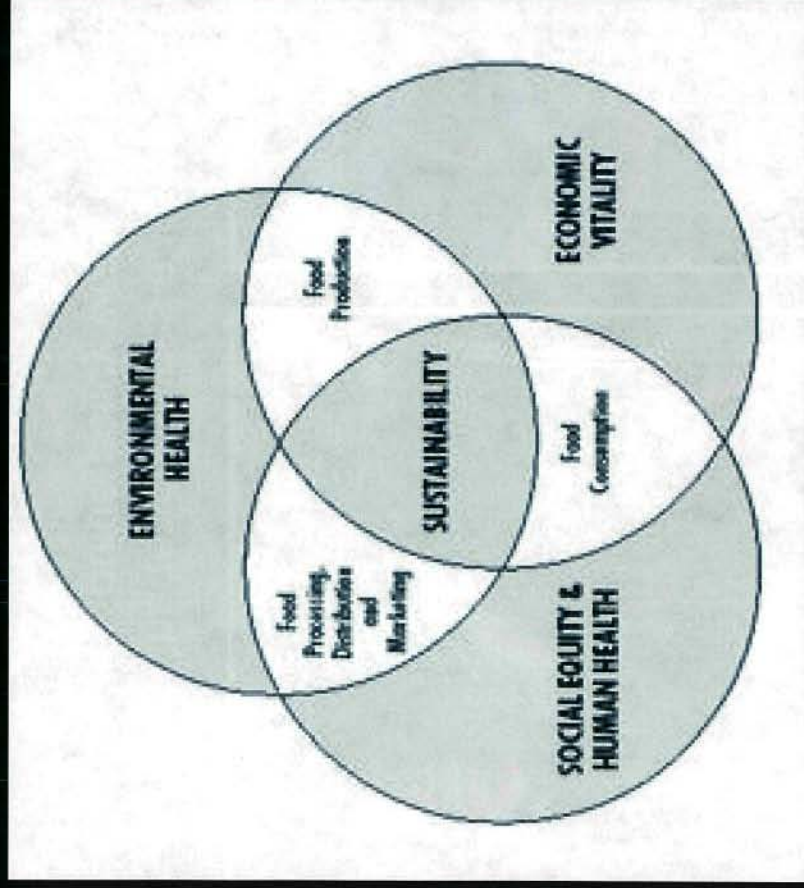 ENVIRONMENTAL
HEALTH
Food
Processing,
Distribution
and
Marketing
Food
Production
SUSTAINABILITY
Food
Consumption
SOCIAL EQUITY &
HUMAN HEALTH
ECONOMIC
VITALITY